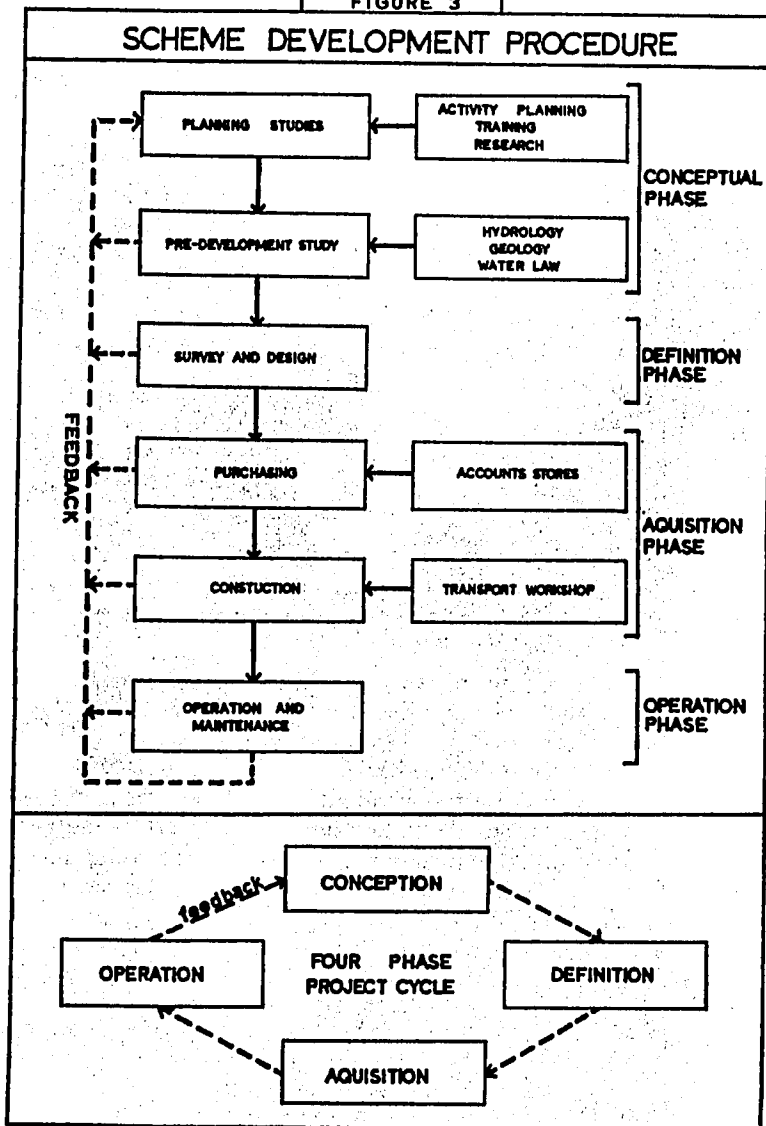 FIGURE 3
SCHEME DEVELOPMENT PROCEDURE
PLANNING STUDIES
ACTIVITY PLANNING
TRAINING
RESEARCH
CONCEPTUAL
PHASE
PRE-DEVELOPMENT STUDY
HYDROLOGY
GEOLOGY
WATER LAW
SURVEY AND DESIGN
DEFINITION
PHASE
FEEDBACK
PURCHASING
ACCOUNTS STORES
AQUISITION
PHASE
CONSTUCTION
TRANSPORT WORKSHOP
OPERATION AND
MAINTENANCE
OPERATION
PHASE
feedback
CONCEPTION
OPERATION
FOUR PHASE
PROJECT CYCLE
DEFINITION
AQUISITION